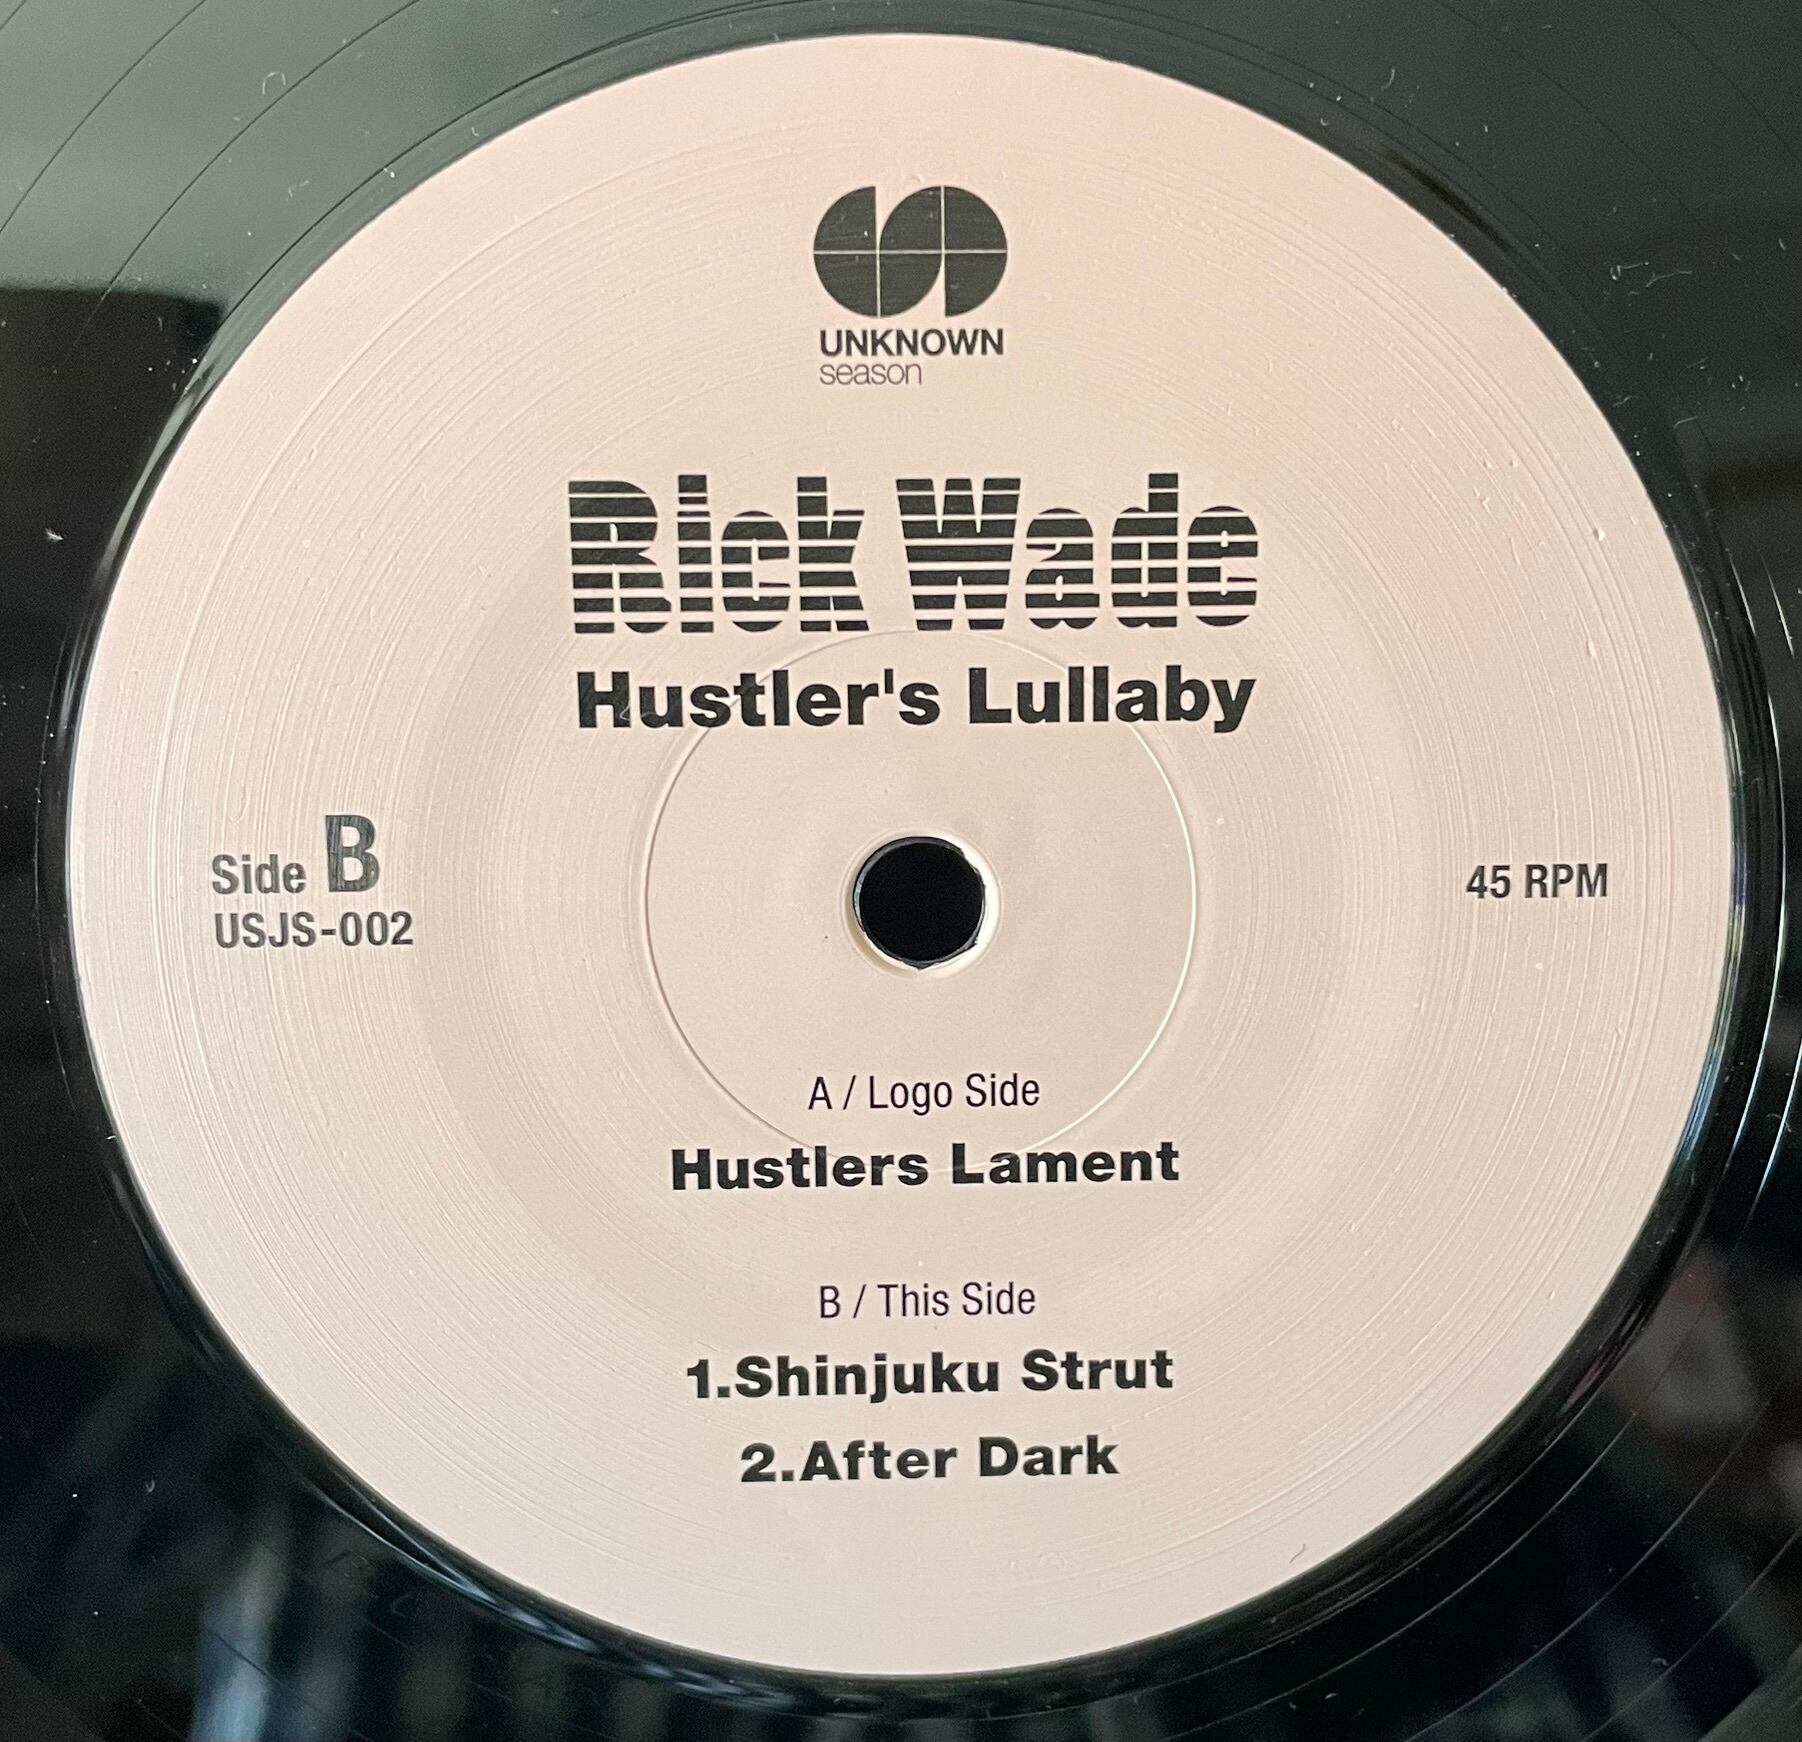 UNKNOWN
season
Rick Wade
Hustler's Lullaby
Side B
USJS-002
45 RPM
A / Logo Side
Hustlers Lament
B / This Side
1.Shinjuku Strut
2.After Dark